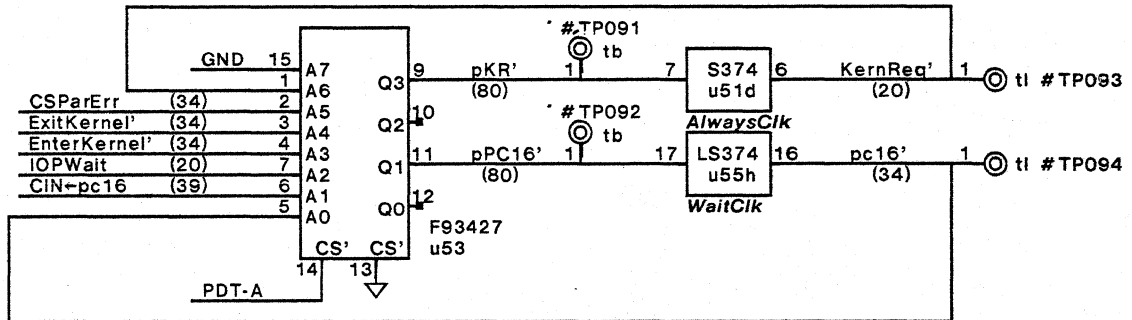 #TP091
tb
GND 15 A7
1 A6
CSParErr (34) 2 A5
ExitKernel' (34) 3 A4
EnterKernel' (34) 4 A3
IOPWait (20) 7 A2
CIN←pc16 (39) 6 A1
5 A0
Q3 9 pKR' (80) 1 7 S374 u51d 6 KernReq' (20) 1 tl #TP093
AlwaysClk
Q2 10
#TP092
tb
Q1 11 pPC16' (80) 1 17 LS374 u55h 16 pc16' (34) 1 tl #TP094
WaitClk
Q0 12
F93427
u53
CS' CS'
14 13
PDT-A